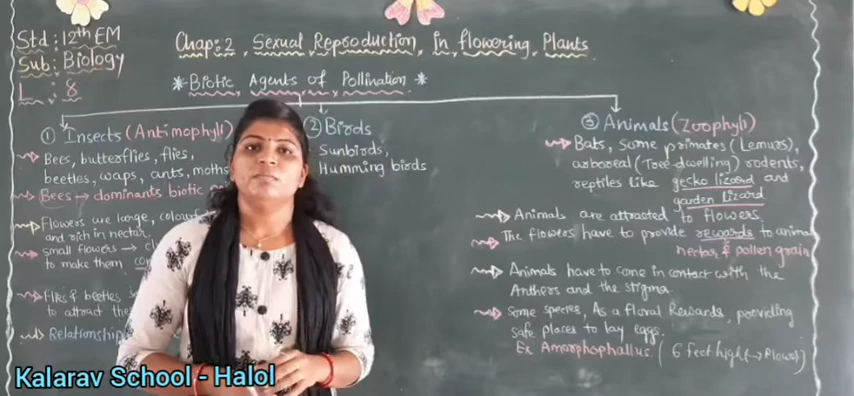 Std : 12th EM
Sub : Biology
L : 8
Chap: 2, Sexual Reproduction, in flowering, Plants
* Biotic, Agents of Pollination *
① Insects (Antimophyli)
Bees, butterflies, flies,
beetles, waps, ants, moths
Bees → dominants biotic
Flowers are large, colou
and rich in nectar.
small flowers →
to make them
Flies & beetles
to attract the
Relationship
② Birds
Sunbirds,
Humming birds
③ Animals (Zoophyli)
Bats, Some primates (Lemurs),
arboreal (Tree dwelling) rodents,
reptiles like gecko lizard and
garden lizard
Animals are attracted to flowers.
The flowers have to provide rewards to animal
nectar & pollen grain
Animals have to come in contact with the
Anthers and the stigma.
Some species, As a floral Rewards, providing
safe places to lay eggs.
Ex Amorphophallus. (6 feet high → flower)
Kalarav School - Halol